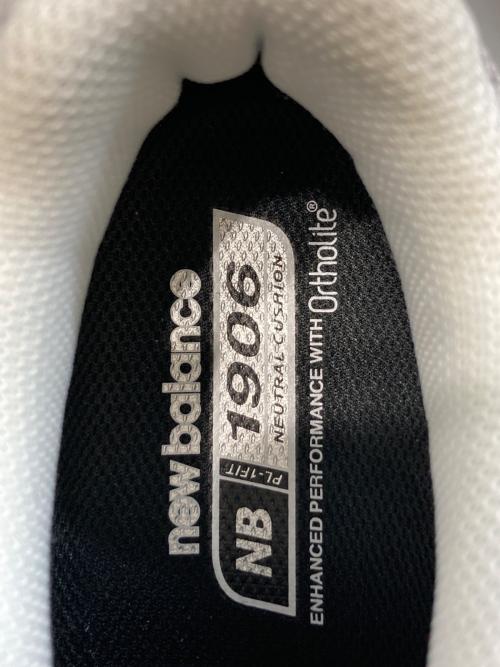 new balance
NB PL-1FIT 1906
NEUTRAL CUSHION
ENHANCED PERFORMANCE WITH Ortholite®